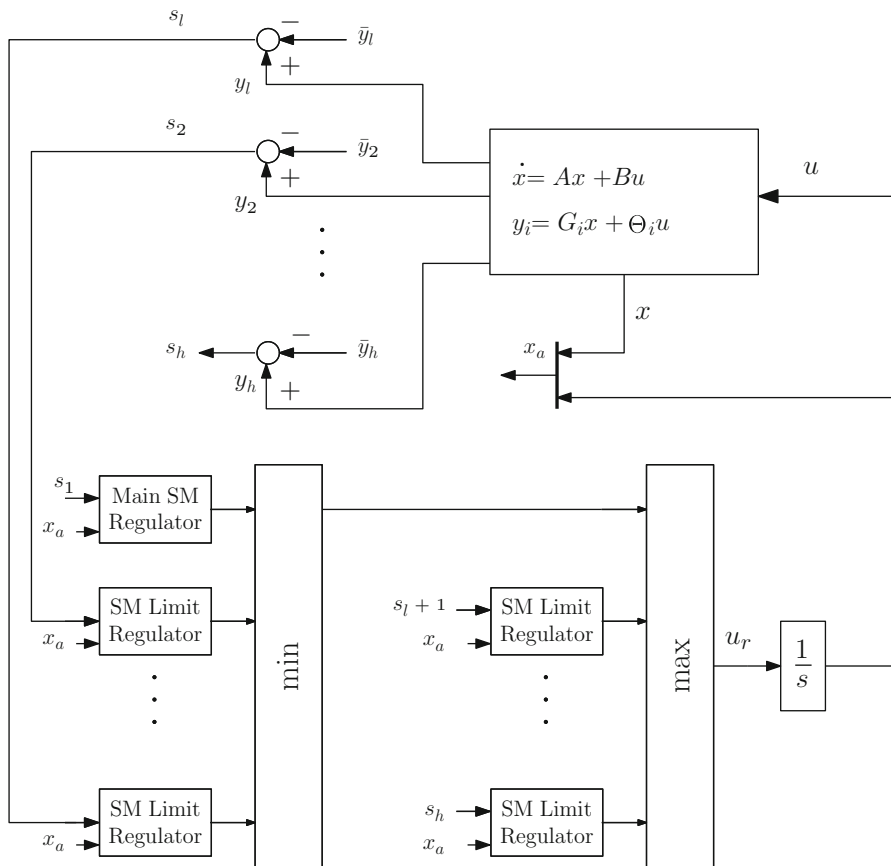 s_l − ȳ_l
+
y_l
s_2 − ȳ_2
+
y_2
ẋ= Ax +Bu
y_i= G_i x + Θ_i u
u
x
x_a
s_h − ȳ_h
y_h +
s_1
x_a
Main SM
Regulator
x_a
SM Limit
Regulator
x_a
SM Limit
Regulator
min
s_l + 1
x_a
SM Limit
Regulator
s_h
x_a
SM Limit
Regulator
max
u_r
1
s